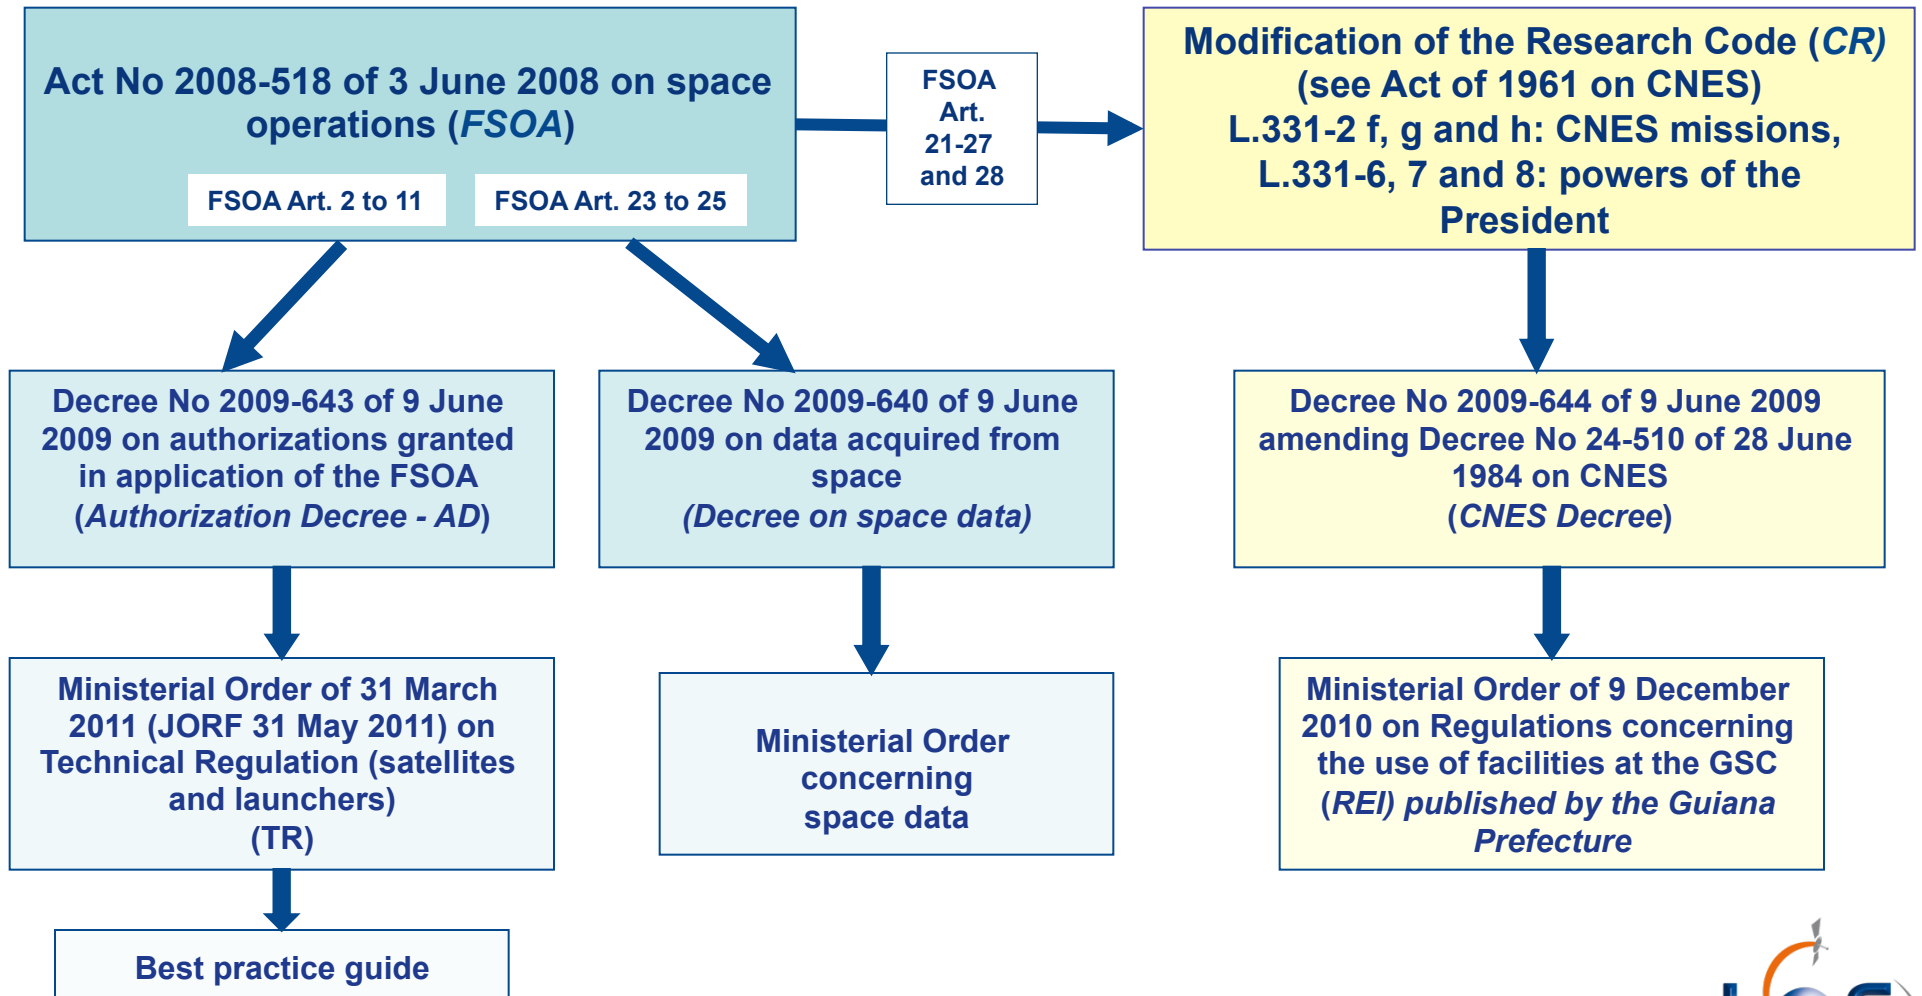 Act No 2008-518 of 3 June 2008 on space
operations (FSOA)
FSOA Art. 2 to 11
FSOA Art. 23 to 25
FSOA
Art.
21-27
and 28
Modification of the Research Code (CR)
(see Act of 1961 on CNES)
L.331-2 f, g and h: CNES missions,
L.331-6, 7 and 8: powers of the
President
Decree No 2009-643 of 9 June
2009 on authorizations granted
in application of the FSOA
(Authorization Decree - AD)
Decree No 2009-640 of 9 June
2009 on data acquired from
space
(Decree on space data)
Decree No 2009-644 of 9 June 2009
amending Decree No 24-510 of 28 June
1984 on CNES
(CNES Decree)
Ministerial Order of 31 March
2011 (JORF 31 May 2011) on
Technical Regulation (satellites
and launchers)
(TR)
Ministerial Order
concerning
space data
Ministerial Order of 9 December
2010 on Regulations concerning
the use of facilities at the GSC
(REI) published by the Guiana
Prefecture
Best practice guide